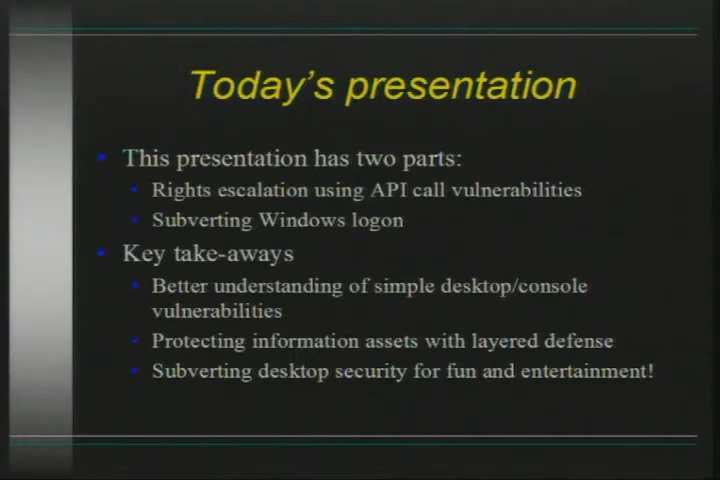 Today's presentation
This presentation has two parts:
Rights escalation using API call vulnerabilities
Subverting Windows logon
Key take-aways
Better understanding of simple desktop/console
vulnerabilities
Protecting information assets with layered defense
Subverting desktop security for fun and entertainment!